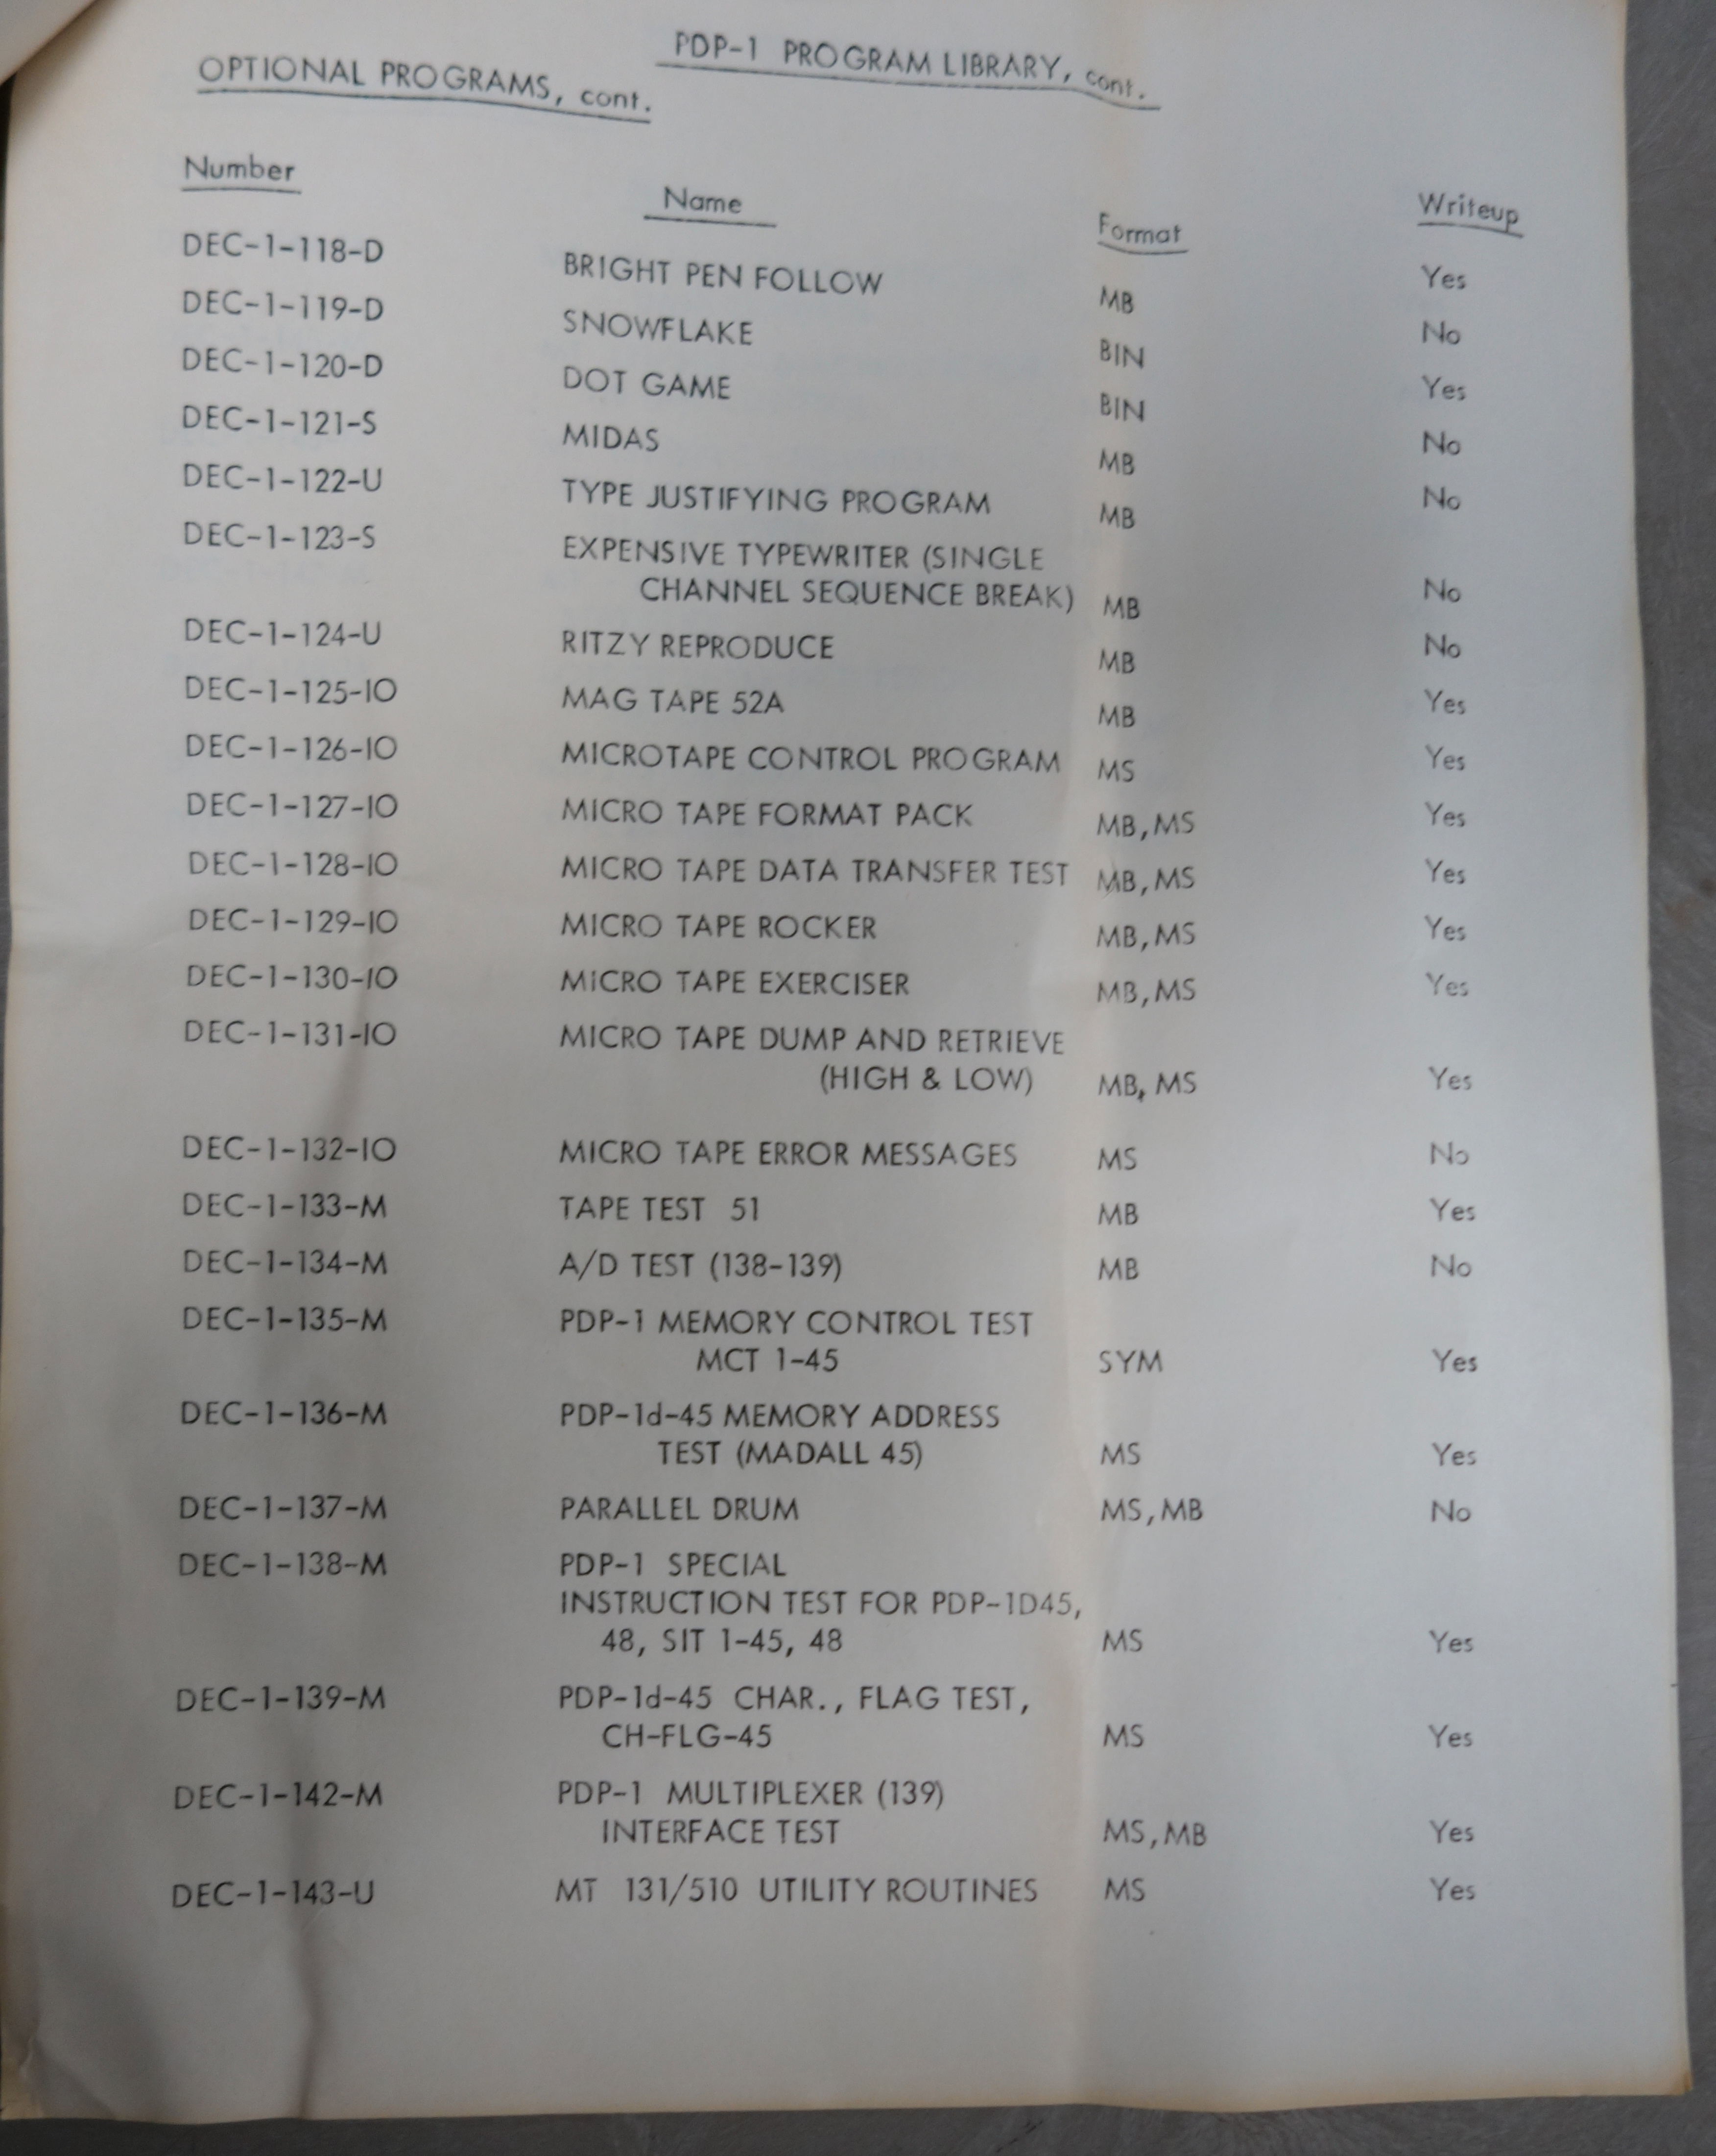 PDP-1 PROGRAM LIBRARY, cont.
OPTIONAL PROGRAMS, cont.
Number Name Format Writeup
DEC-1-118-D BRIGHT PEN FOLLOW MB Yes
DEC-1-119-D SNOWFLAKE BIN No
DEC-1-120-D DOT GAME BIN Yes
DEC-1-121-S MIDAS MB No
DEC-1-122-U TYPE JUSTIFYING PROGRAM MB No
DEC-1-123-S EXPENSIVE TYPEWRITER (SINGLE
CHANNEL SEQUENCE BREAK) MB No
DEC-1-124-U RITZY REPRODUCE MB No
DEC-1-125-IO MAG TAPE 52A MB Yes
DEC-1-126-IO MICROTAPE CONTROL PROGRAM MS Yes
DEC-1-127-IO MICRO TAPE FORMAT PACK MB,MS Yes
DEC-1-128-IO MICRO TAPE DATA TRANSFER TEST MB,MS Yes
DEC-1-129-IO MICRO TAPE ROCKER MB,MS Yes
DEC-1-130-IO MICRO TAPE EXERCISER MB,MS Yes
DEC-1-131-IO MICRO TAPE DUMP AND RETRIEVE
(HIGH & LOW) MB, MS Yes
DEC-1-132-IO MICRO TAPE ERROR MESSAGES MS No
DEC-1-133-M TAPE TEST 51 MB Yes
DEC-1-134-M A/D TEST (138-139) MB No
DEC-1-135-M PDP-1 MEMORY CONTROL TEST
MCT 1-45 SYM Yes
DEC-1-136-M PDP-1d-45 MEMORY ADDRESS
TEST (MADALL 45) MS Yes
DEC-1-137-M PARALLEL DRUM MS,MB No
DEC-1-138-M PDP-1 SPECIAL
INSTRUCTION TEST FOR PDP-1D45,
48, SIT 1-45, 48 MS Yes
DEC-1-139-M PDP-1d-45 CHAR., FLAG TEST,
CH-FLG-45 MS Yes
DEC-1-142-M PDP-1 MULTIPLEXER (139)
INTERFACE TEST MS,MB Yes
DEC-1-143-U MT 131/510 UTILITY ROUTINES MS Yes